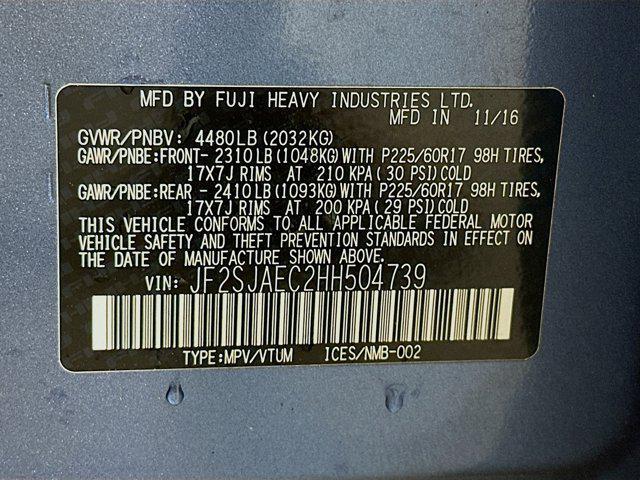 MFD BY FUJI HEAVY INDUSTRIES LTD.
MFD IN 11/16
GVWR/PNBV: 4480LB(2032KG)
GAWR/PNBE:FRONT- 2310LB(1048KG)WITH P225/60R17 98H TIRES,
17X7J RIMS AT 210 KPA( 30 PSI)COLD
GAWR/PNBE:REAR - 2410LB(1093KG)WITH P225/60R17 98H TIRES,
17X7J RIMS AT 200 KPA( 29 PSI)COLD
THIS VEHICLE CONFORMS TO ALL APPLICABLE FEDERAL MOTOR
VEHICLE SAFETY AND THEFT PREVENTION STANDARDS IN EFFECT ON
THE DATE OF MANUFACTURE SHOWN ABOVE.
VIN: JF2SJAEC2HH504739
TYPE:MPV/VTUM ICES/NMB-002